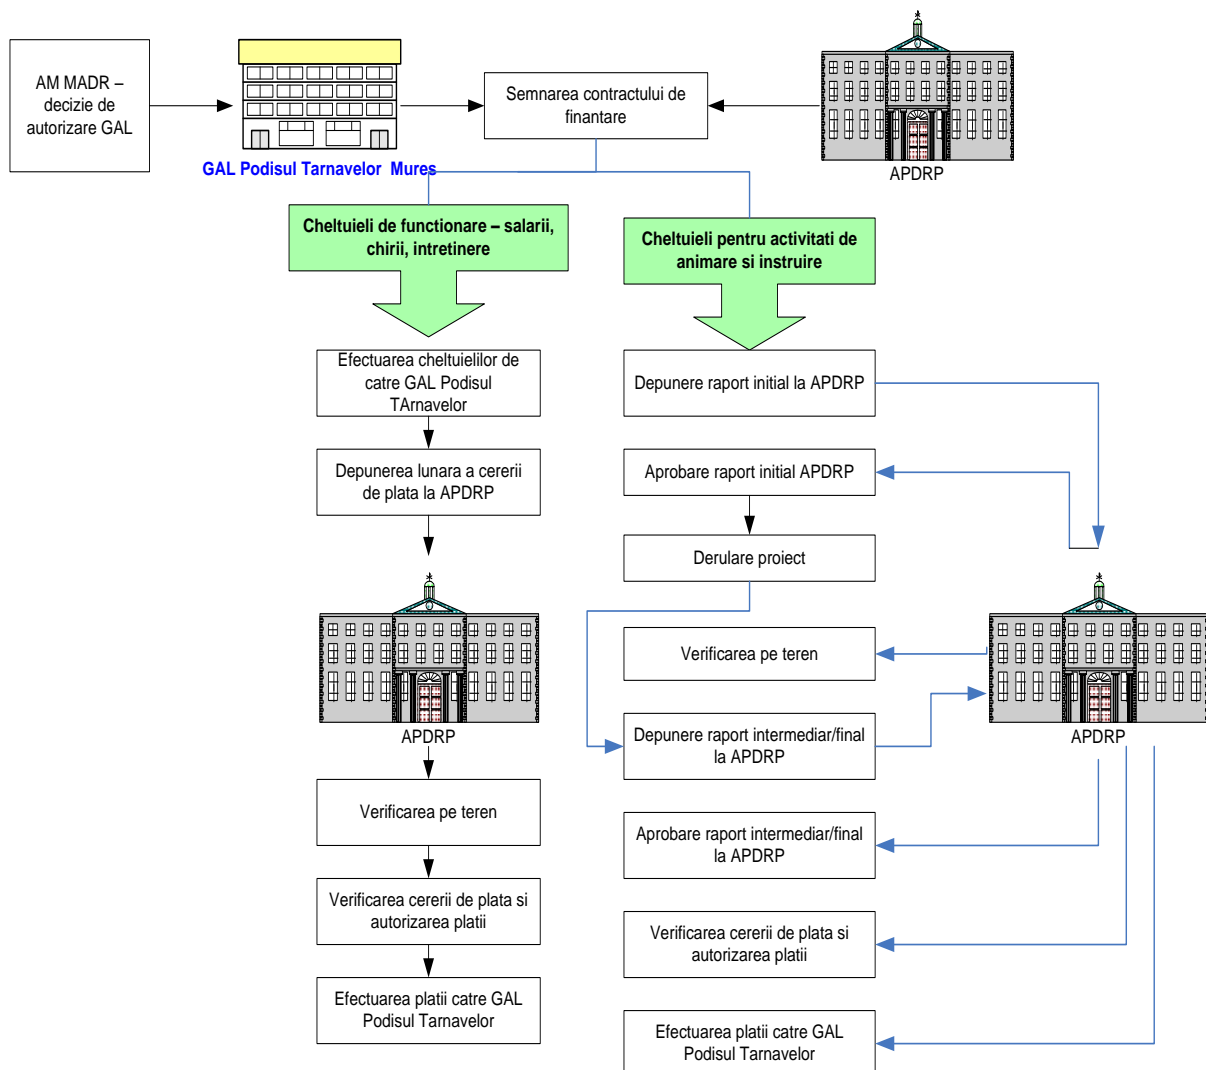 AM MADR –
decizie de
autorizare GAL
GAL Podisul Tarnavelor  Mures
Semnarea contractului de
finantare
APDRP
Cheltuieli de functionare – salarii,
chirii, intretinere
Cheltuieli pentru activitati de
animare si instruire
Efectuarea cheltuielilor de
catre GAL Podisul
TArnavelor
Depunerea lunara a cererii
de plata la APDRP
APDRP
Verificarea pe teren
Verificarea cererii de plata si
autorizarea platii
Efectuarea platii catre GAL
Podisul Tarnavelor
Depunere raport initial la APDRP
Aprobare raport initial APDRP
Derulare proiect
Verificarea pe teren
Depunere raport intermediar/final
la APDRP
APDRP
Aprobare raport intermediar/final
la APDRP
Verificarea cererii de plata si
autorizarea platii
Efectuarea platii catre GAL
Podisul Tarnavelor